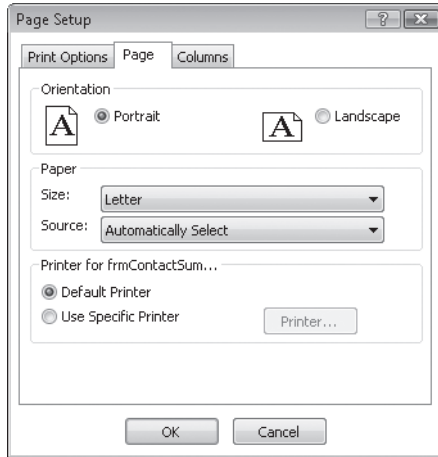 Page Setup
Print Options Page Columns
Orientation
A Portrait A Landscape
Paper
Size: Letter
Source: Automatically Select
Printer for frmContactSum...
Default Printer
Use Specific Printer Printer...
OK Cancel